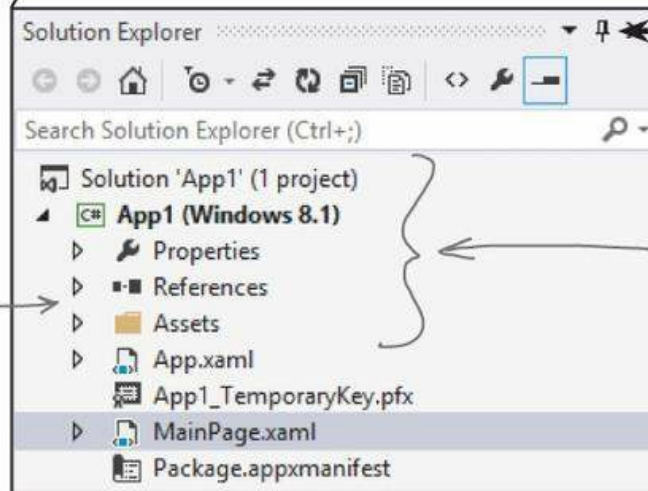 Solution Explorer
Search Solution Explorer (Ctrl+;)
Solution 'App1' (1 project)
C# App1 (Windows 8.1)
Properties
References
Assets
App.xaml
App1_TemporaryKey.pfx
MainPage.xaml
Package.appxmanifest